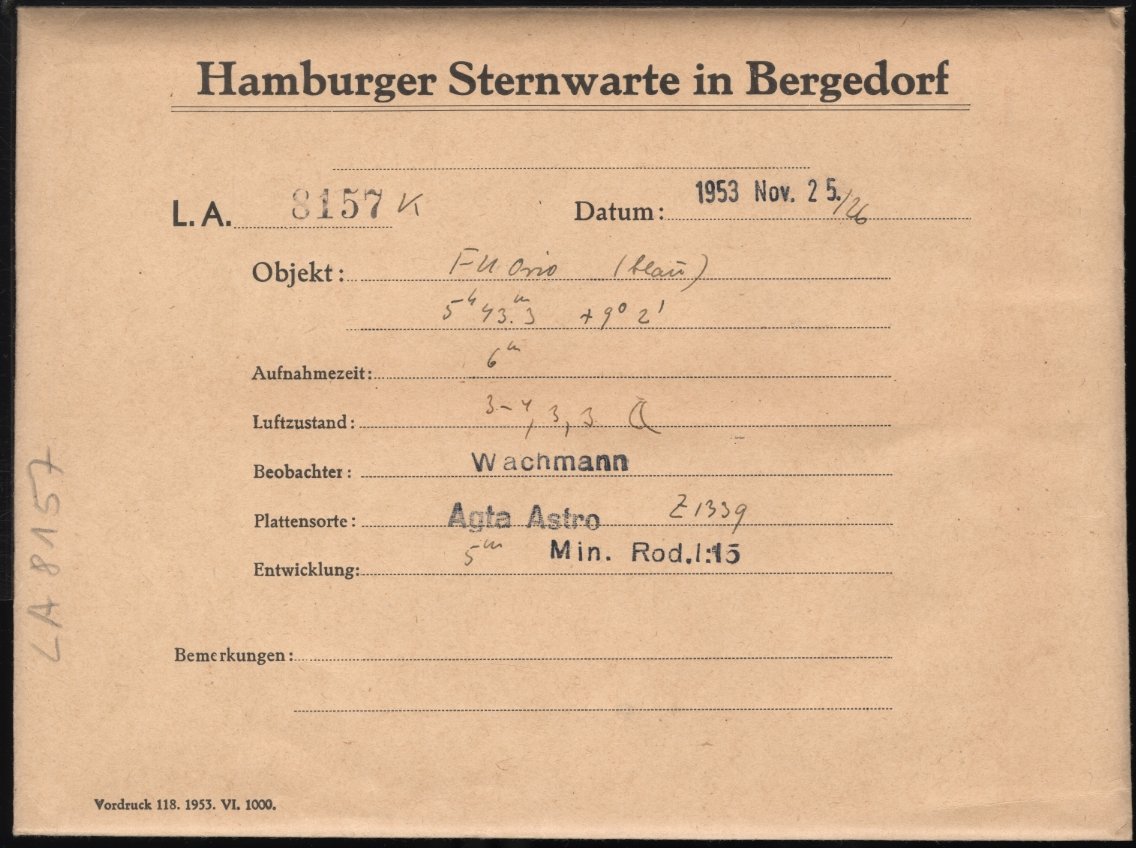 Hamburger Sternwarte in Bergedorf
L. A. 8157 K Datum: 1953 Nov. 25./26
Objekt: FU Orio (blau)
5h 43.m3 +9° 2'
Aufnahmezeit: 6m
Luftzustand: 3-4, 3, 3
Beobachter: Wachmann
Plattensorte: Agfa Astro Z1339
Entwicklung: 5m Min. Rod. 1:15
Bemerkungen:
Vordruck 118. 1953. VI. 1000.
LA 8157